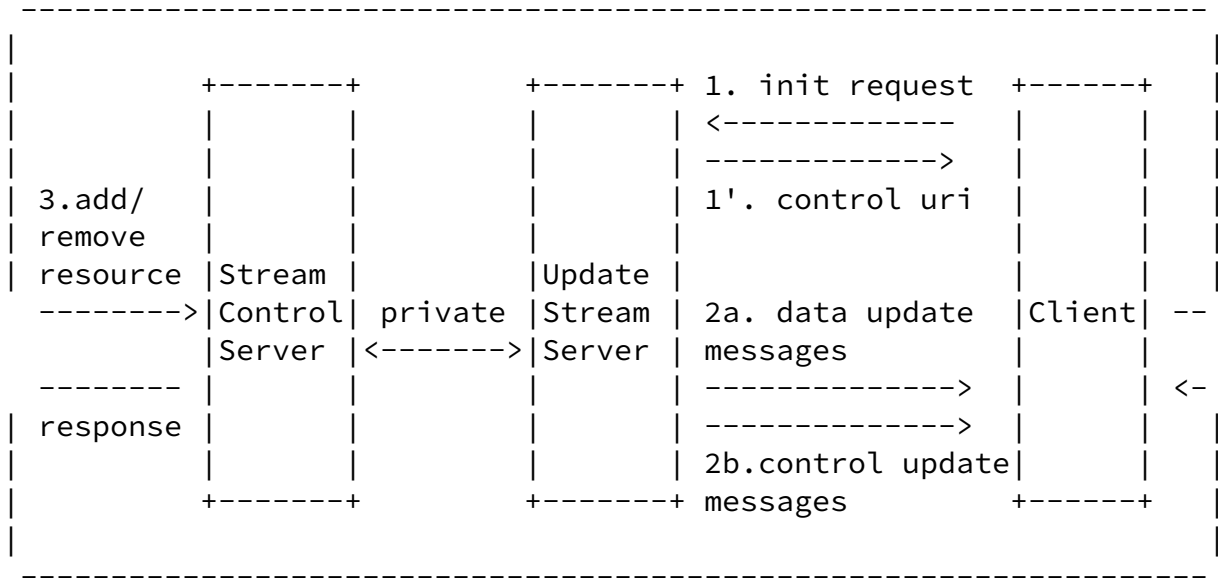 1. init request
3.add/ 1'. control uri
remove
resource Stream Update
Control private Stream 2a. data update Client
Server Server messages
response
2b.control update
messages